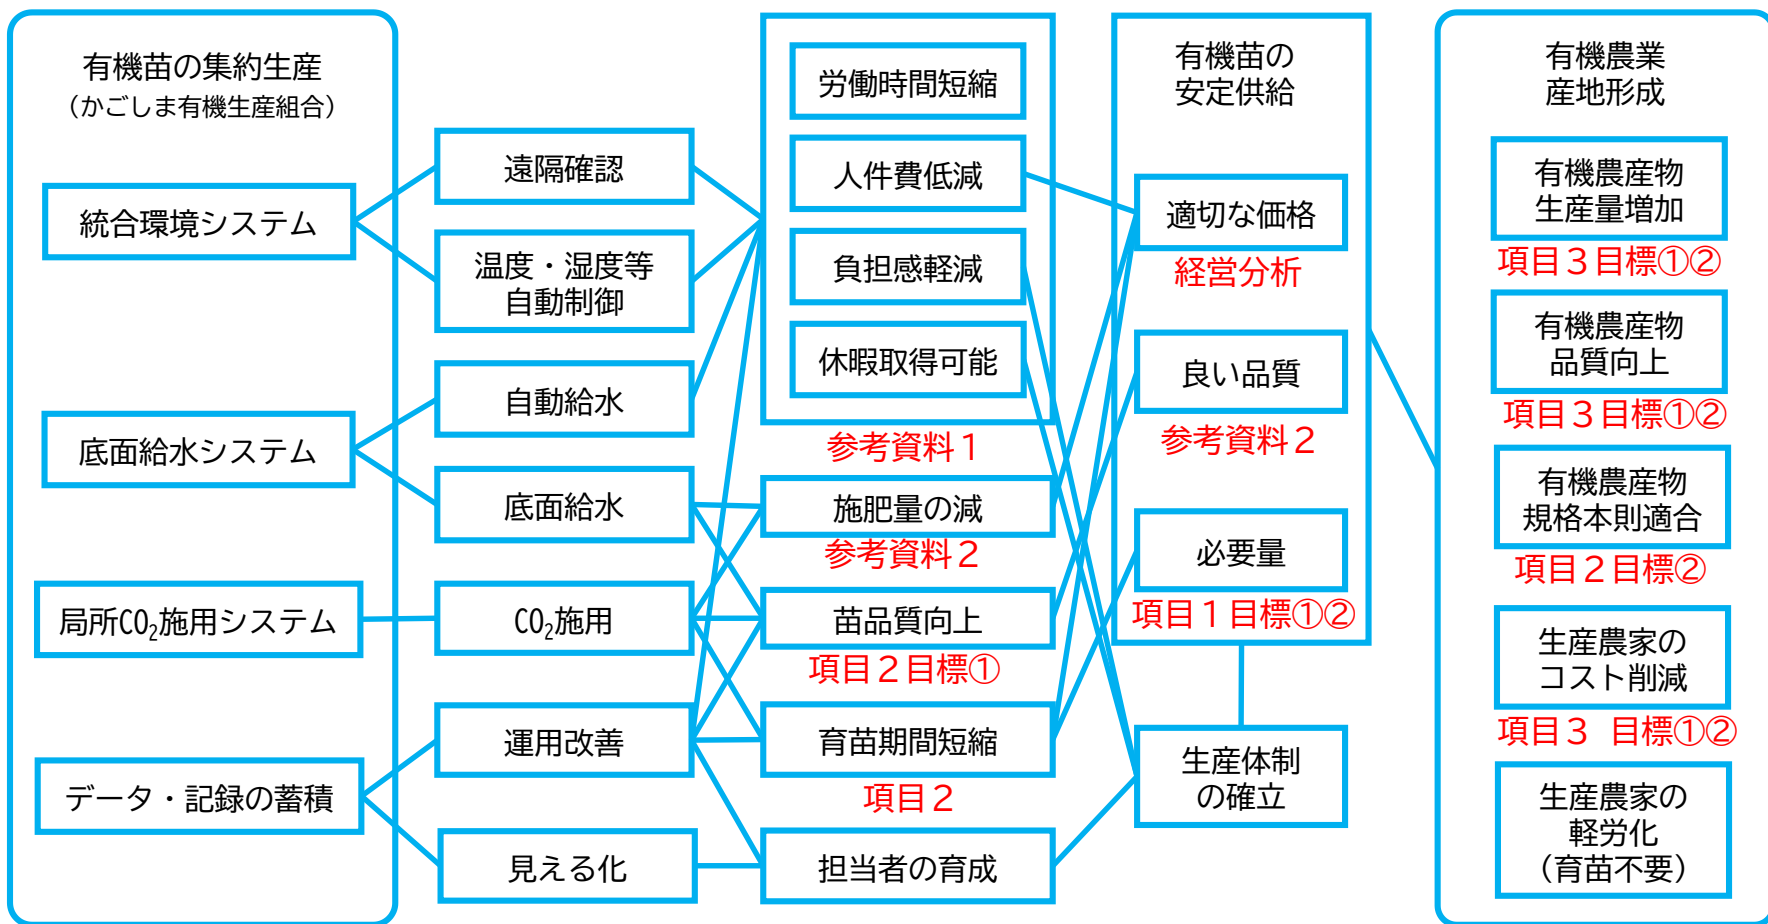 有機苗の集約生産
（かごしま有機生産組合）
統合環境システム
底面給水システム
局所CO₂施用システム
データ・記録の蓄積
遠隔確認
温度・湿度等
自動制御
自動給水
底面給水
CO₂施用
運用改善
見える化
労働時間短縮
人件費低減
負担感軽減
休暇取得可能
参考資料１
施肥量の減
参考資料２
苗品質向上
項目２目標①
育苗期間短縮
項目２
担当者の育成
有機苗の
安定供給
適切な価格
経営分析
良い品質
参考資料２
必要量
項目１目標①②
生産体制
の確立
有機農業
産地形成
有機農産物
生産量増加
項目３目標①②
有機農産物
品質向上
項目３目標①②
有機農産物
規格本則適合
項目２目標②
生産農家の
コスト削減
項目３ 目標①②
生産農家の
軽労化
（育苗不要）